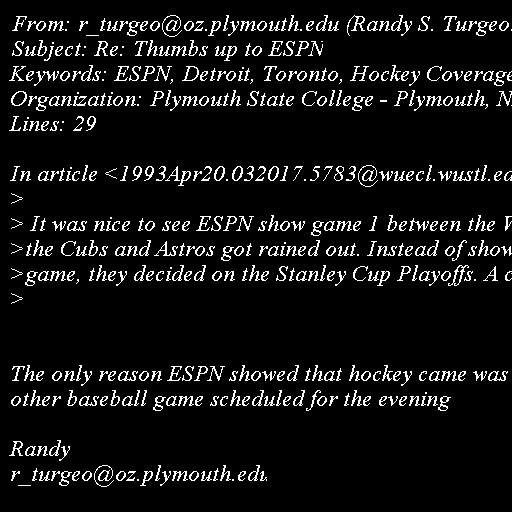 From: r_turgeo@oz.plymouth.edu (Randy S. Turgeo
Subject: Re: Thumbs up to ESPN
Keywords: ESPN, Detroit, Toronto, Hockey Coverage
Organization: Plymouth State College - Plymouth, N
Lines: 29
In article <1993Apr20.032017.5783@wuecl.wustl.ed
>
> It was nice to see ESPN show game 1 between the
>the Cubs and Astros got rained out. Instead of show
>game, they decided on the Stanley Cup Playoffs. A c
>
The only reason ESPN showed that hockey came was
other baseball game scheduled for the evening
Randy
r_turgeo@oz.plymouth.edu